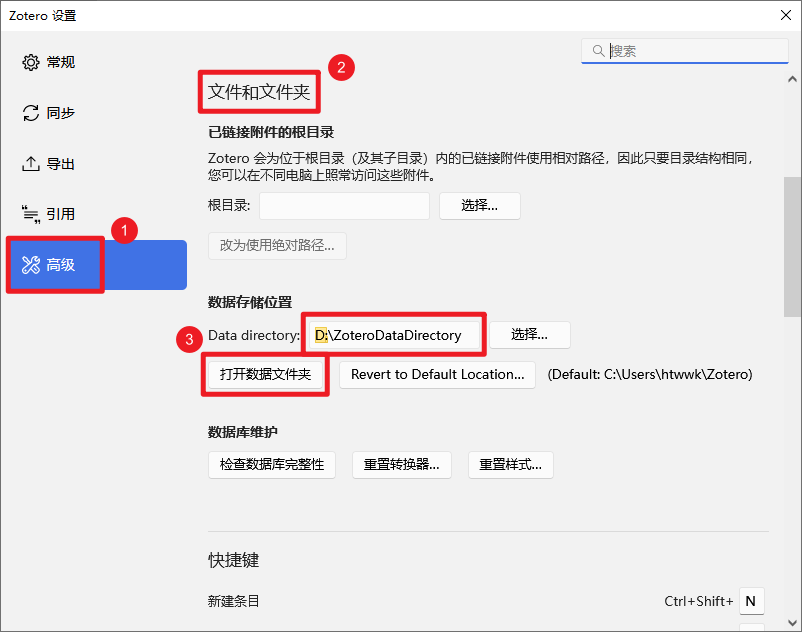 Zotero 设置
搜索
常规
同步
导出
引用
高级
1
文件和文件夹
2
已链接附件的根目录
Zotero 会为位于根目录（及其子目录）内的已链接附件使用相对路径，因此只要目录结构相同，
您可以在不同电脑上照常访问这些附件。
根目录:
选择...
改为使用绝对路径...
数据存储位置
3
Data directory: D:\ZoteroDataDirectory 选择...
打开数据文件夹 Revert to Default Location... (Default: C:\Users\htwwk\Zotero)
数据库维护
检查数据库完整性 重置转换器... 重置样式...
快捷键
新建条目 Ctrl+Shift+ N